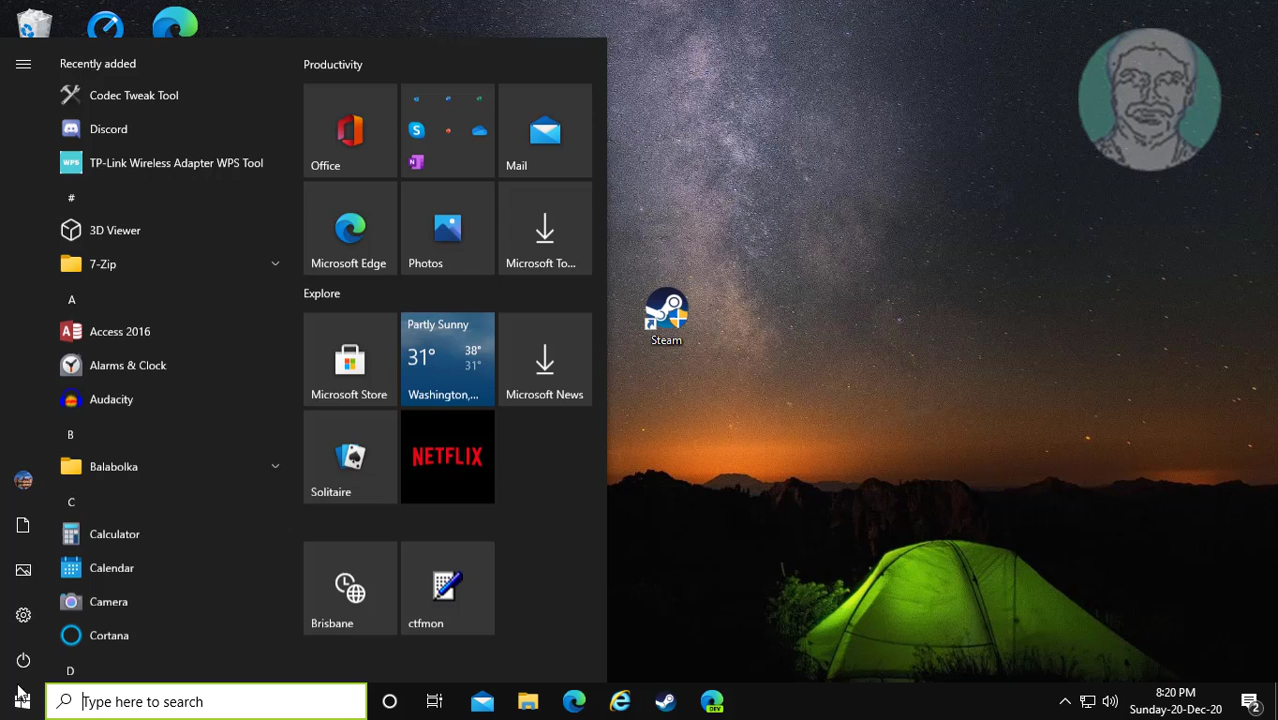 Recently added
Codec Tweak Tool
Discord
WPS TP-Link Wireless Adapter WPS Tool
#
3D Viewer
7-Zip
A
Access 2016
Alarms & Clock
Audacity
B
Balabolka
C
Calculator
Calendar
Camera
Cortana
D
Productivity
Office
Mail
Microsoft Edge
Photos
Microsoft To...
Explore
Microsoft Store
Partly Sunny
31° 38°
31°
Washington,...
Microsoft News
Solitaire
NETFLIX
Brisbane
ctfmon
Steam
Type here to search
DEV
8:20 PM
Sunday-20-Dec-20
2